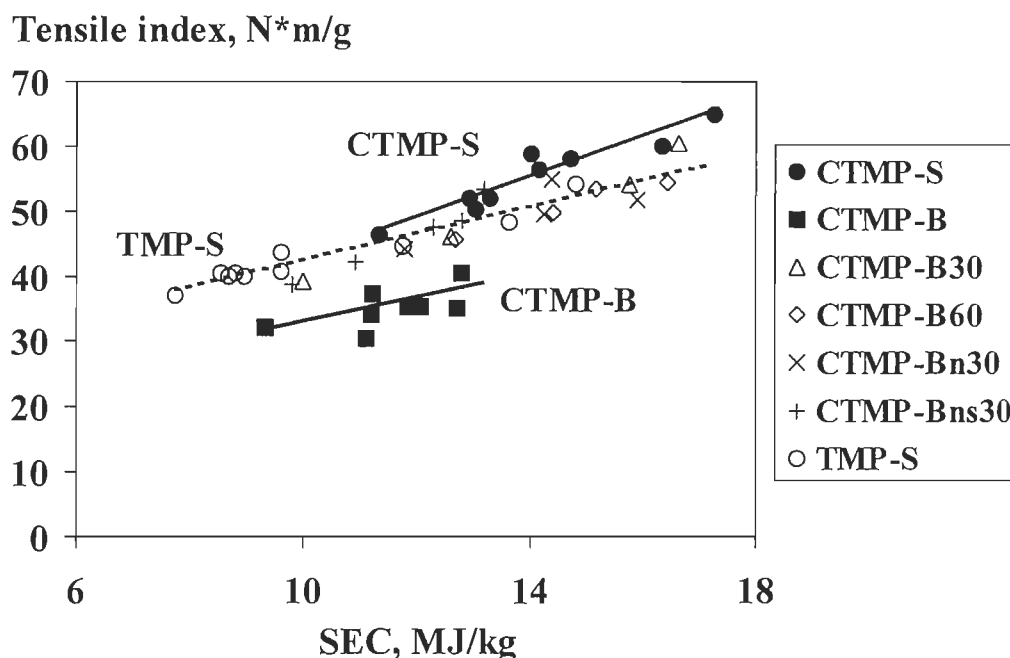 Tensile index, N*m/g
70
60
50
40
30
20
10
0
6
10
14
18
SEC, MJ/kg
CTMP-S
TMP-S
CTMP-B
CTMP-S
CTMP-B
CTMP-B30
CTMP-B60
CTMP-Bn30
CTMP-Bns30
TMP-S